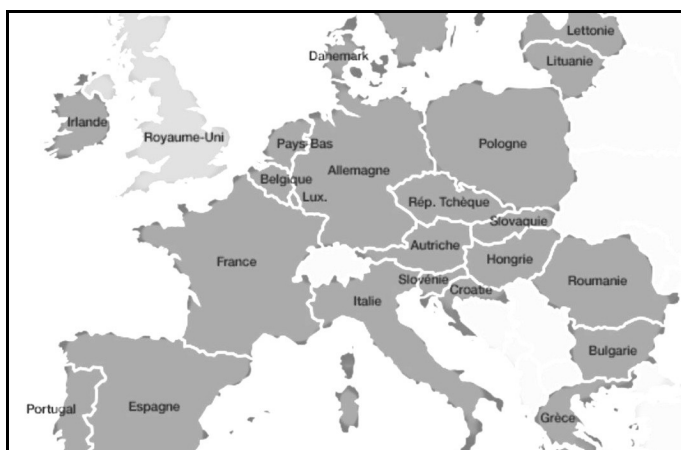 Lettonie
Lituanie
Danemark
Irlande
Royaume-Uni
Pays-Bas
Pologne
Allemagne
Belgique
Lux.
Rép. Tchèque
Slovaquie
Autriche
France
Hongrie
Slovénie
Roumanie
Croatie
Italie
Bulgarie
Portugal
Espagne
Grèce